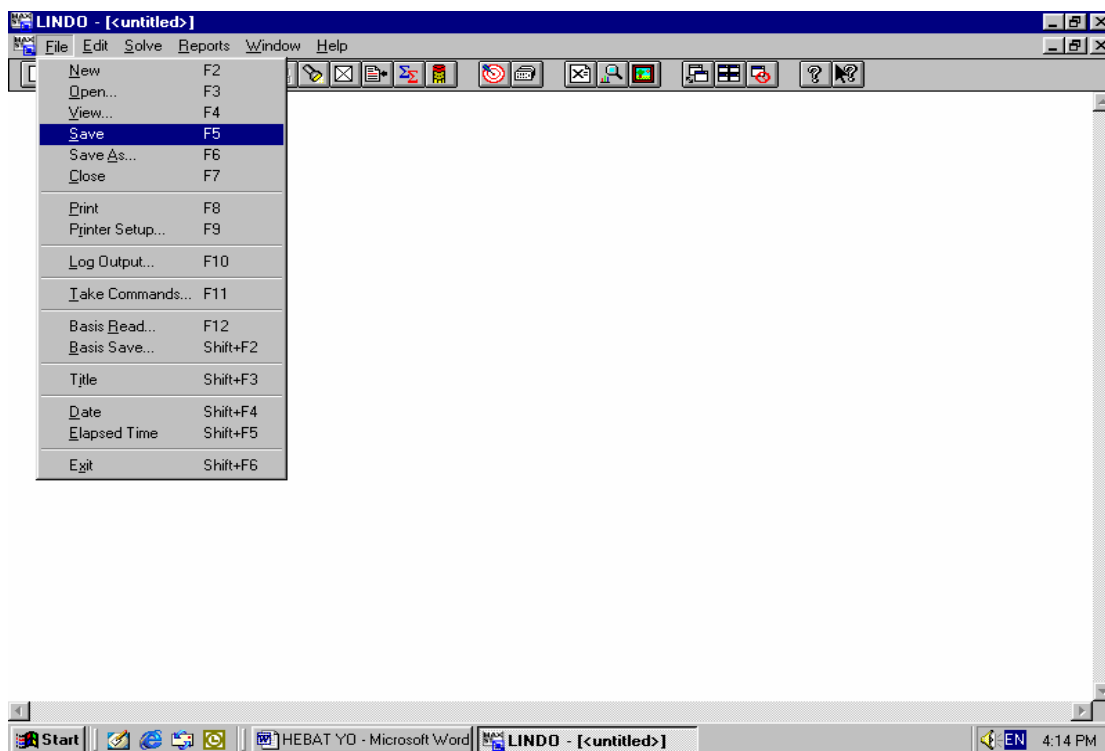 LINDO - [<untitled>]
File Edit Solve Reports Window Help
New F2
Open... F3
View... F4
Save F5
Save As... F6
Close F7
Print F8
Printer Setup... F9
Log Output... F10
Take Commands... F11
Basis Read... F12
Basis Save... Shift+F2
Title Shift+F3
Date Shift+F4
Elapsed Time Shift+F5
Exit Shift+F6
Start HEBAT YO - Microsoft Word LINDO - [<untitled>] EN 4:14 PM